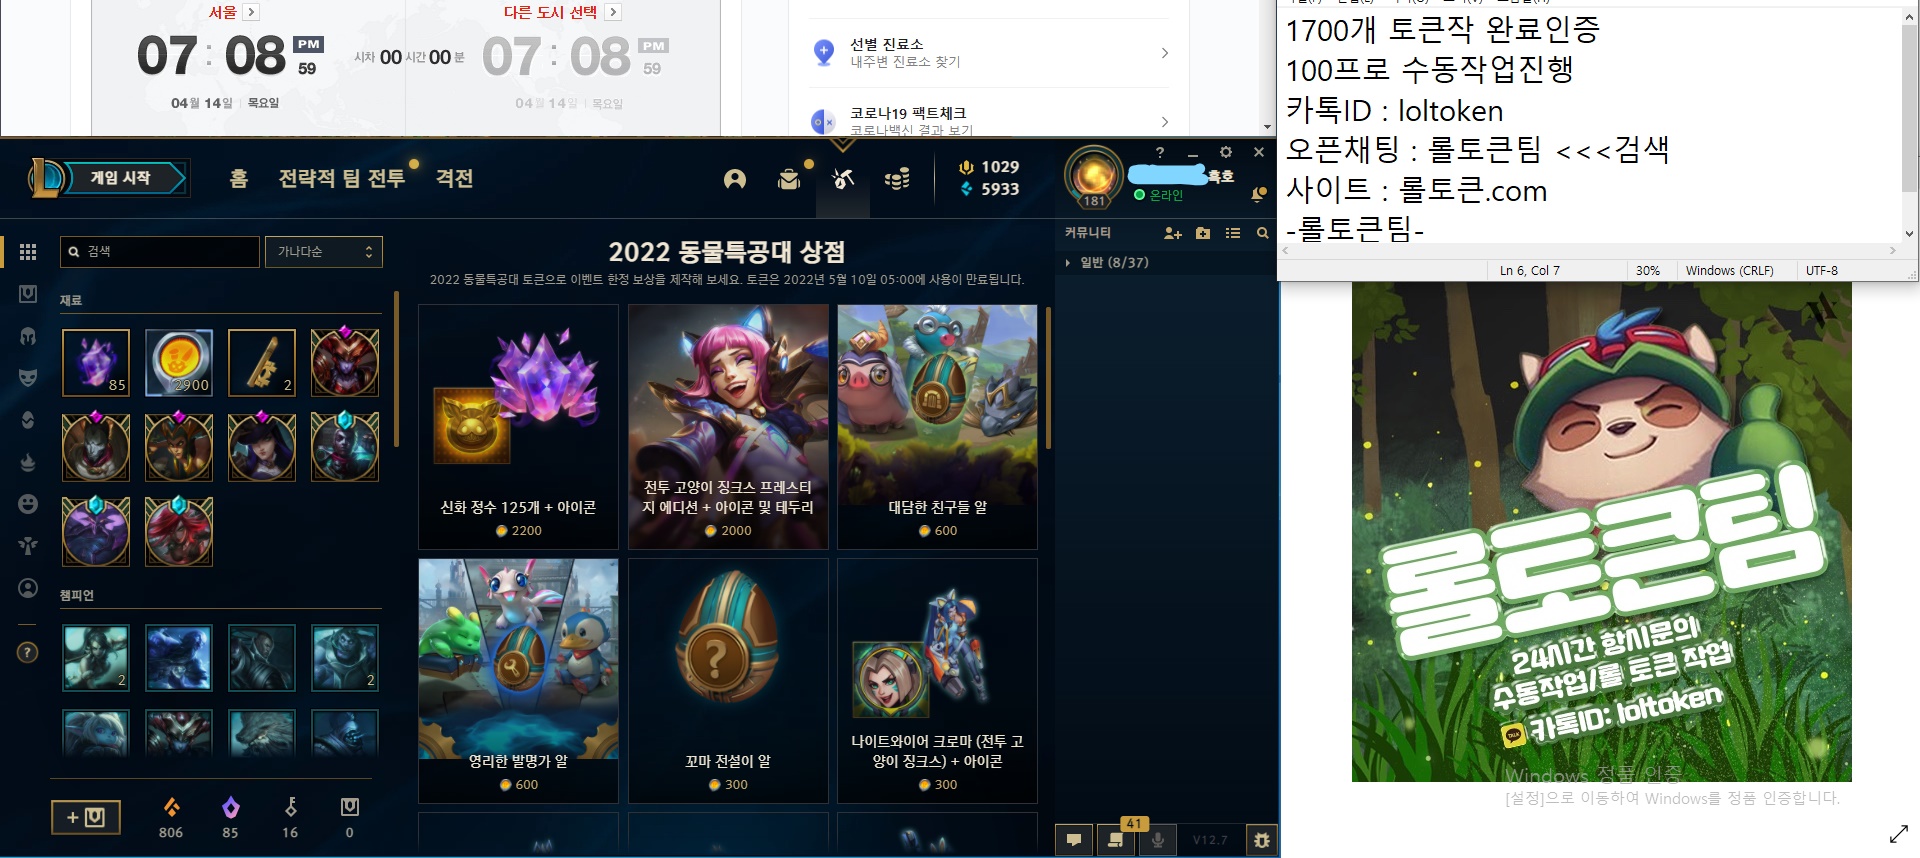 서울
다른 도시 선택
07 : 08 PM 59
시차 00 시간 00 분
07 : 08 PM 59
04월 14일 | 목요일
04월 14일 | 목요일
선별 진료소
내주변 진료소 찾기
코로나19 팩트체크
코로나백신 결과 보기
1700개 토큰작 완료인증
100프로 수동작업진행
카톡ID : loltoken
오픈채팅 : 롤토큰팀 <<<검색
사이트 : 롤토큰.com
-롤토큰팀-
Ln 6, Col 7
30%
Windows (CRLF)
UTF-8
게임 시작
홈
전략적 팀 전투
격전
1029
5933
181
흑호
온라인
검색
가나다순
2022 동물특공대 상점
2022 동물특공대 토큰으로 이벤트 한정 보상을 제작해 보세요. 토큰은 2022년 5월 10일 05:00에 사용이 만료됩니다.
커뮤니티
일반 (8/37)
재료
85
2900
2
신화 정수 125개 + 아이콘
2200
전투 고양이 징크스 프레스티
지 에디션 + 아이콘 및 테두리
2000
대담한 친구들 알
600
챔피언
2
2
영리한 발명가 알
600
꼬마 전설이 알
300
나이트와이어 크로마 (전투 고
양이 징크스) + 아이콘
300
806
85
16
0
41
V12.7
롤토큰팀
24시간 항시문의
수동작업/롤 토큰 작업
TALK 카톡ID: loltoken
Windows 정품 인증
[설정]으로 이동하여 Windows를 정품 인증합니다.